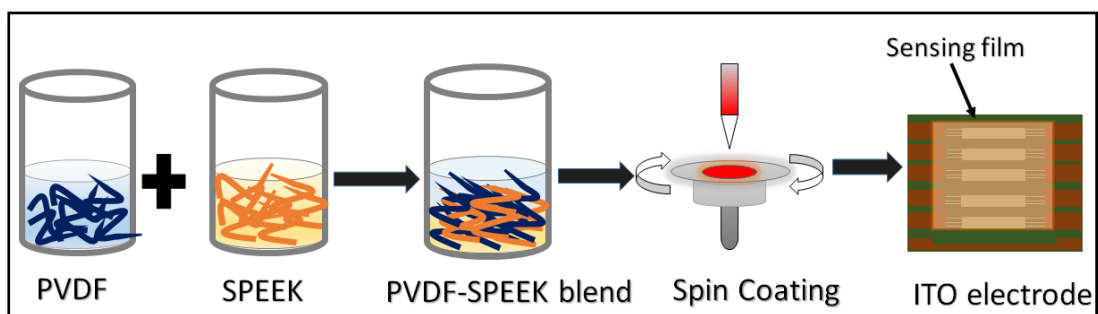 Sensing film
PVDF
SPEEK
PVDF-SPEEK blend
Spin Coating
ITO electrode